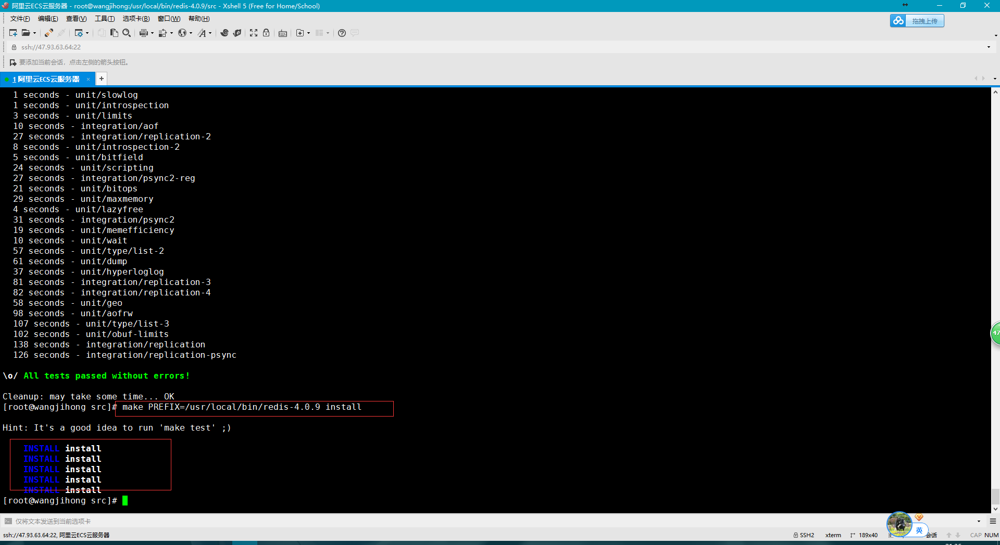 阿里云ECS云服务器 - root@wangjihong:/usr/local/bin/redis-4.0.9/src - Xshell 5 (Free for Home/School)
文件(F) 编辑(E) 查看(V) 工具(T) 选项卡(B) 窗口(W) 帮助(H)
拖拽上传
ssh://47.93.63.64:22
要添加当前会话，点击左侧的箭头按钮。
1 阿里云ECS云服务器 × +
1 seconds - unit/slowlog
1 seconds - unit/introspection
3 seconds - unit/limits
10 seconds - integration/aof
27 seconds - integration/replication-2
8 seconds - unit/introspection-2
5 seconds - unit/bitfield
24 seconds - unit/scripting
27 seconds - integration/psync2-reg
21 seconds - unit/bitops
29 seconds - unit/maxmemory
4 seconds - unit/lazyfree
31 seconds - integration/psync2
19 seconds - unit/memefficiency
10 seconds - unit/wait
57 seconds - unit/type/list-2
61 seconds - unit/dump
37 seconds - unit/hyperloglog
81 seconds - integration/replication-3
82 seconds - integration/replication-4
58 seconds - unit/geo
98 seconds - unit/aofrw
107 seconds - unit/type/list-3
102 seconds - unit/obuf-limits
138 seconds - integration/replication
126 seconds - integration/replication-psync
\o/ All tests passed without errors!
Cleanup: may take some time... OK
[root@wangjihong src]# make PREFIX=/usr/local/bin/redis-4.0.9 install
Hint: It's a good idea to run 'make test' ;)
INSTALL install
INSTALL install
INSTALL install
INSTALL install
INSTALL install
[root@wangjihong src]#
47
仅将文本发送到当前选项卡
英
ssh://47.93.63.64:22, 阿里云ECS云服务器 SSH2 xterm 189x40 会话 CAP NUM